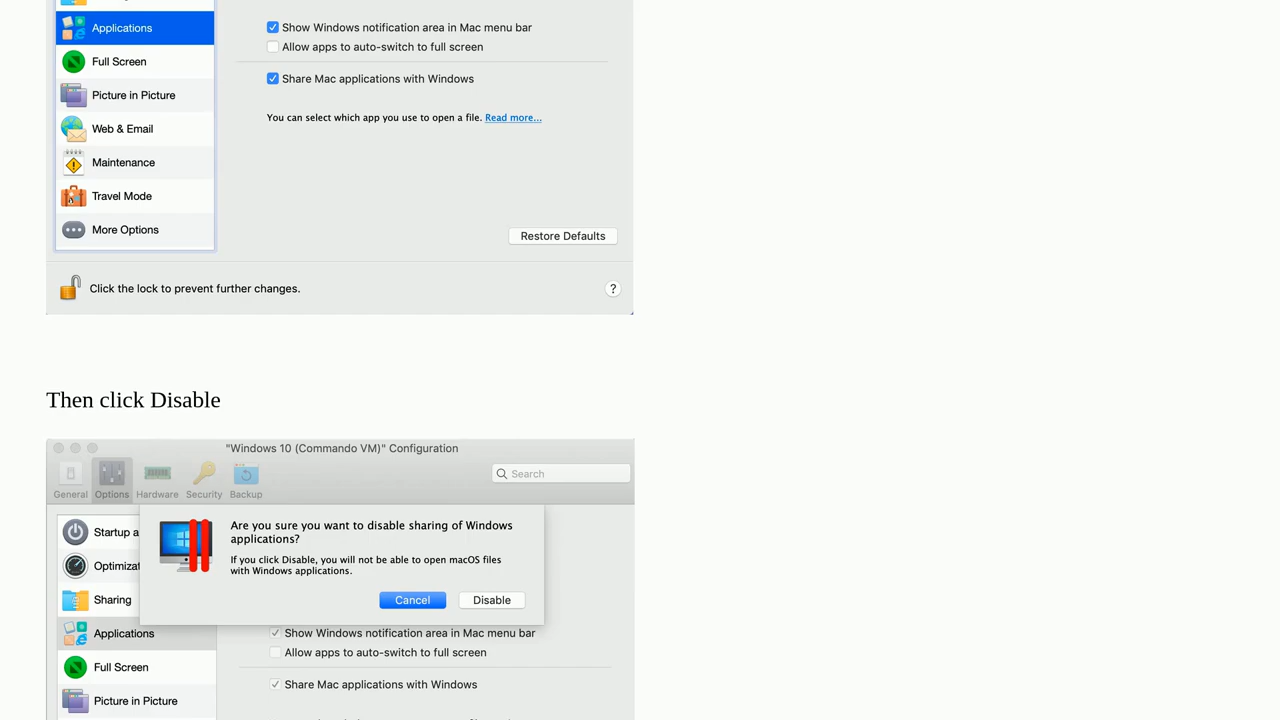 Applications
Show Windows notification area in Mac menu bar
Allow apps to auto-switch to full screen
Full Screen
Share Mac applications with Windows
Picture in Picture
You can select which app you use to open a file. Read more...
Web & Email
Maintenance
Travel Mode
More Options
Restore Defaults
Click the lock to prevent further changes.
?
Then click Disable
"Windows 10 (Commando VM)" Configuration
Search
General Options Hardware Security Backup
Are you sure you want to disable sharing of Windows
applications?
Startup a
If you click Disable, you will not be able to open macOS files
with Windows applications.
Optimizat
Sharing
Cancel Disable
Applications
Show Windows notification area in Mac menu bar
Allow apps to auto-switch to full screen
Full Screen
Share Mac applications with Windows
Picture in Picture